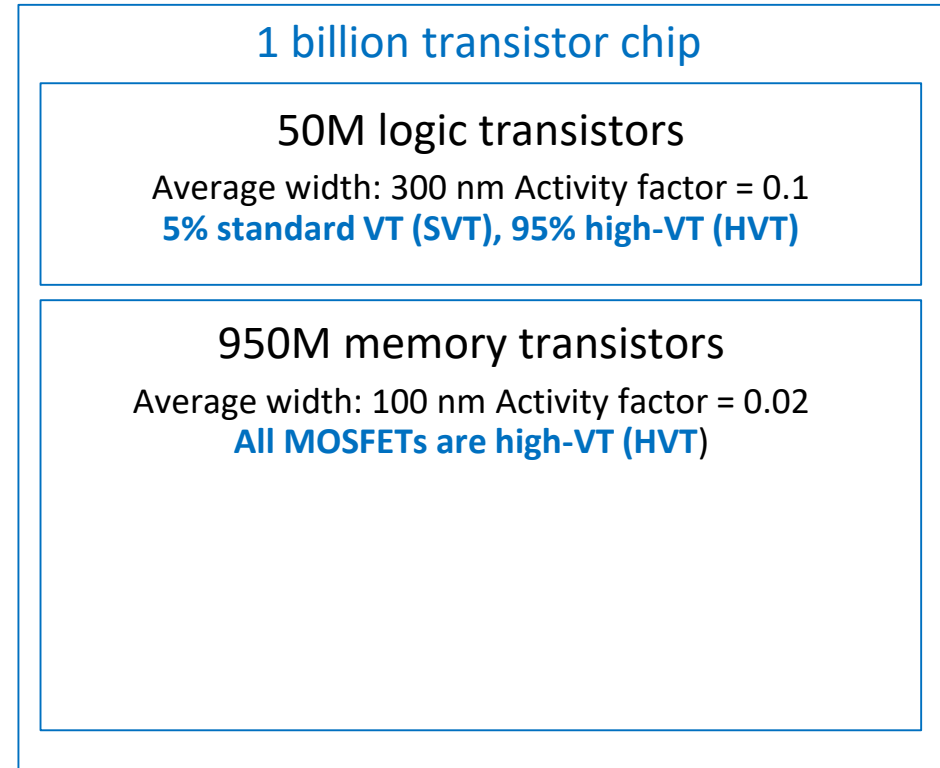 1 billion transistor chip
50M logic transistors
Average width: 300 nm Activity factor = 0.1
5% standard VT (SVT), 95% high-VT (HVT)
950M memory transistors
Average width: 100 nm Activity factor = 0.02
All MOSFETs are high-VT (HVT)